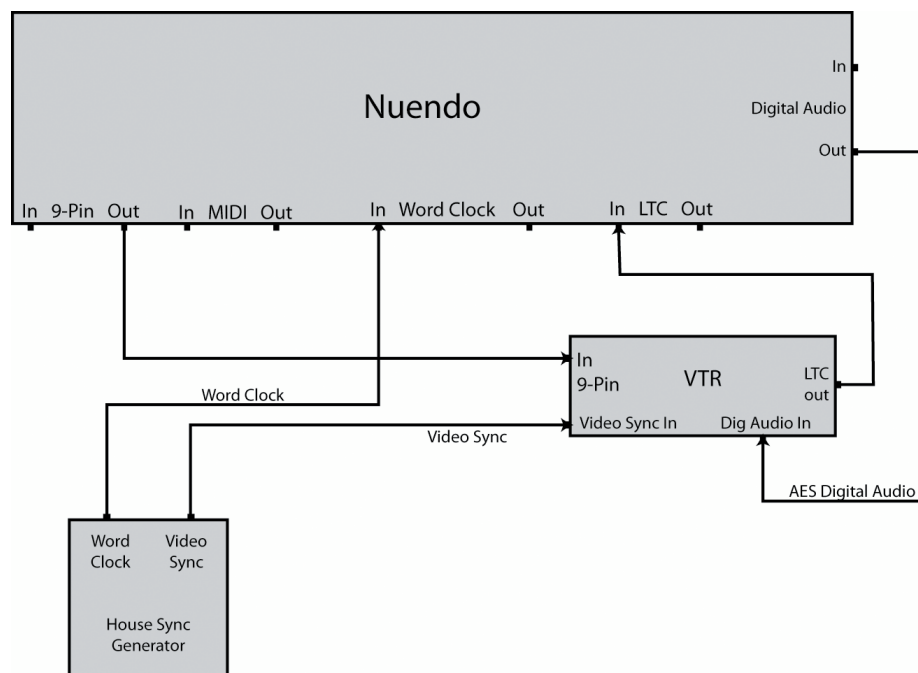 In
Nuendo
Digital Audio
Out
In 9-Pin Out In MIDI Out In Word Clock Out In LTC Out
In
9-Pin
VTR
LTC
out
Word Clock
Video Sync In Dig Audio In
Video Sync
AES Digital Audio
Word
Clock
Video
Sync
House Sync
Generator